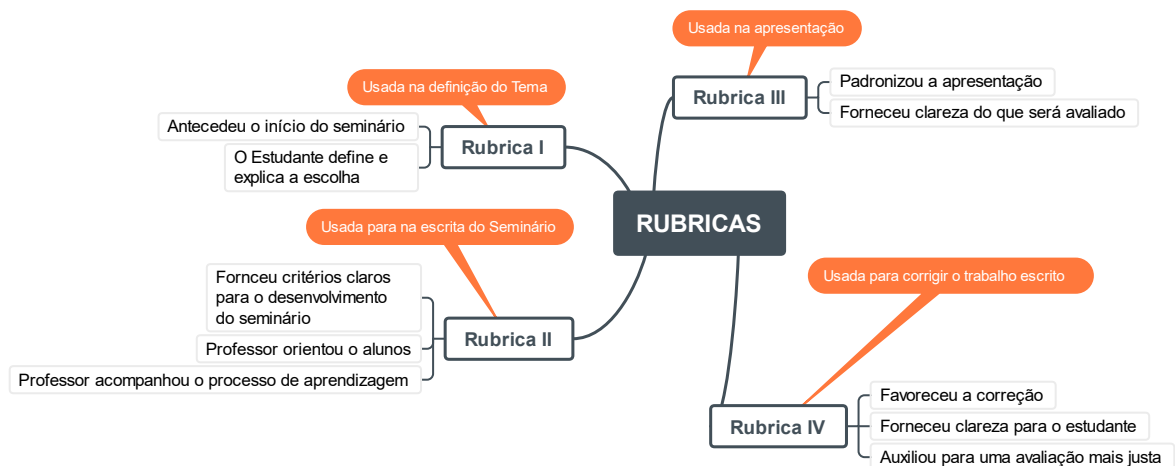 Usada na definição do Tema
Rubrica I
Antecedeu o início do seminário
O Estudante define e
explica a escolha
Usada para na escrita do Seminário
Rubrica II
Fornceu critérios claros
para o desenvolvimento
do seminário
Professor orientou o alunos
Professor acompanhou o processo de aprendizagem
RUBRICAS
Usada na apresentação
Rubrica III
Padronizou a apresentação
Forneceu clareza do que será avaliado
Usada para corrigir o trabalho escrito
Rubrica IV
Favoreceu a correção
Forneceu clareza para o estudante
Auxiliou para uma avaliação mais justa